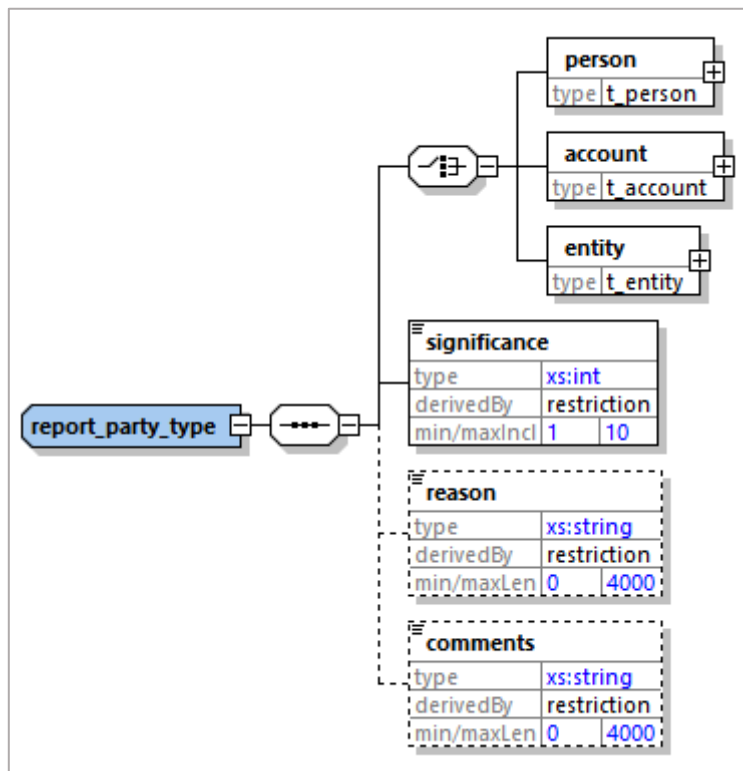 person
type t_person
account
type t_account
entity
type t_entity
significance
type xs:int
derivedBy restriction
min/maxIncl 1 10
report_party_type
reason
type xs:string
derivedBy restriction
min/maxLen 0 4000
comments
type xs:string
derivedBy restriction
min/maxLen 0 4000